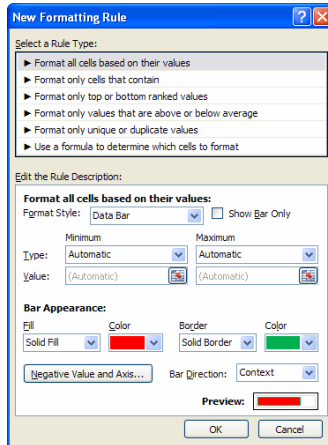 New Formatting Rule
Select a Rule Type:
► Format all cells based on their values
► Format only cells that contain
► Format only top or bottom ranked values
► Format only values that are above or below average
► Format only unique or duplicate values
► Use a formula to determine which cells to format
Edit the Rule Description:
Format all cells based on their values:
Format Style: Data Bar Show Bar Only
Minimum Maximum
Type: Automatic Automatic
Value: (Automatic) (Automatic)
Bar Appearance:
Fill Color Border Color
Solid Fill Solid Border
Negative Value and Axis... Bar Direction: Context
Preview:
OK Cancel